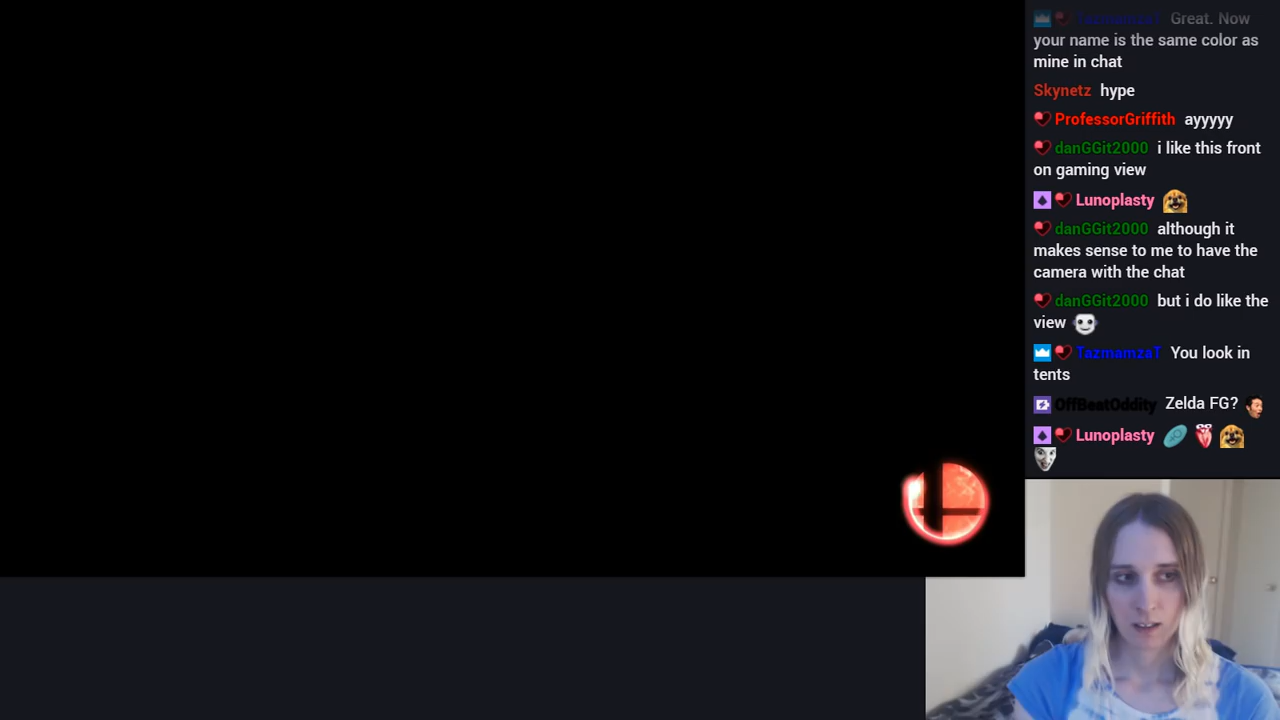 TazmamzaT Great. Now
your name is the same color as
mine in chat
Skynetz hype
ProfessorGriffith ayyyyy
danGGit2000 i like this front
on gaming view
Lunoplasty
danGGit2000 although it
makes sense to me to have the
camera with the chat
danGGit2000 but i do like the
view
TazmamzaT You look in
tents
OffBeatOddity Zelda FG?
Lunoplasty